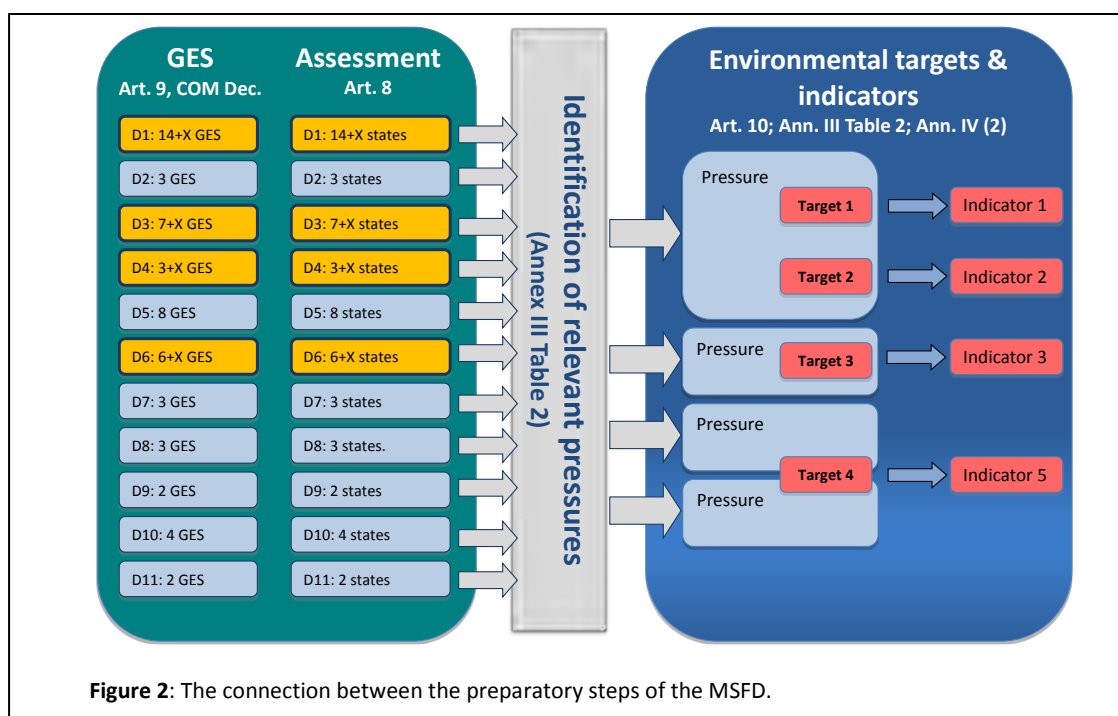 GES
Art. 9, COM Dec.
D1: 14+X GES
D2: 3 GES
D3: 7+X GES
D4: 3+X GES
D5: 8 GES
D6: 6+X GES
D7: 3 GES
D8: 3 GES
D9: 2 GES
D10: 4 GES
D11: 2 GES
Assessment
Art. 8
D1: 14+X states
D2: 3 states
D3: 7+X states
D4: 3+X states
D5: 8 states
D6: 6+X states
D7: 3 states
D8: 3 states.
D9: 2 states
D10: 4 states
D11: 2 states
Identification of relevant pressures
(Annex III Table 2)
Environmental targets &
indicators
Art. 10; Ann. III Table 2; Ann. IV (2)
Pressure
Target 1
Indicator 1
Target 2
Indicator 2
Pressure
Target 3
Indicator 3
Pressure
Target 4
Indicator 5
Pressure
Figure 2: The connection between the preparatory steps of the MSFD.